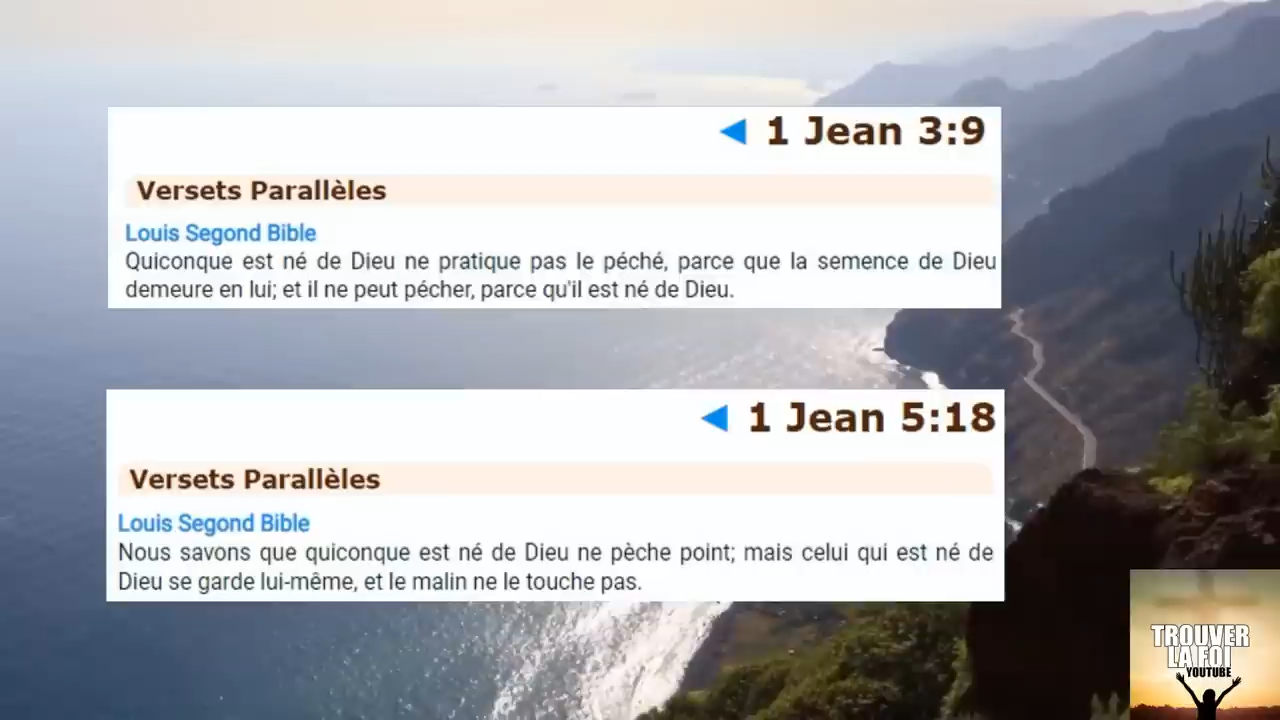 1 Jean 3:9
Versets Parallèles
Louis Segond Bible
Quiconque est né de Dieu ne pratique pas le péché, parce que la semence de Dieu
demeure en lui; et il ne peut pécher, parce qu'il est né de Dieu.
1 Jean 5:18
Versets Parallèles
Louis Segond Bible
Nous savons que quiconque est né de Dieu ne pèche point; mais celui qui est né de
Dieu se garde lui-même, et le malin ne le touche pas.
TROUVER
LA FOI
YOUTUBE